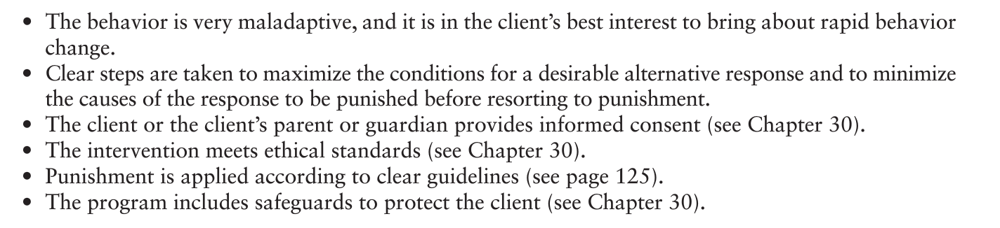 • The behavior is very maladaptive, and it is in the client’s best interest to bring about rapid behavior
change.
• Clear steps are taken to maximize the conditions for a desirable alternative response and to minimize
the causes of the response to be punished before resorting to punishment.
• The client or the client’s parent or guardian provides informed consent (see Chapter 30).
• The intervention meets ethical standards (see Chapter 30).
• Punishment is applied according to clear guidelines (see page 125).
• The program includes safeguards to protect the client (see Chapter 30).